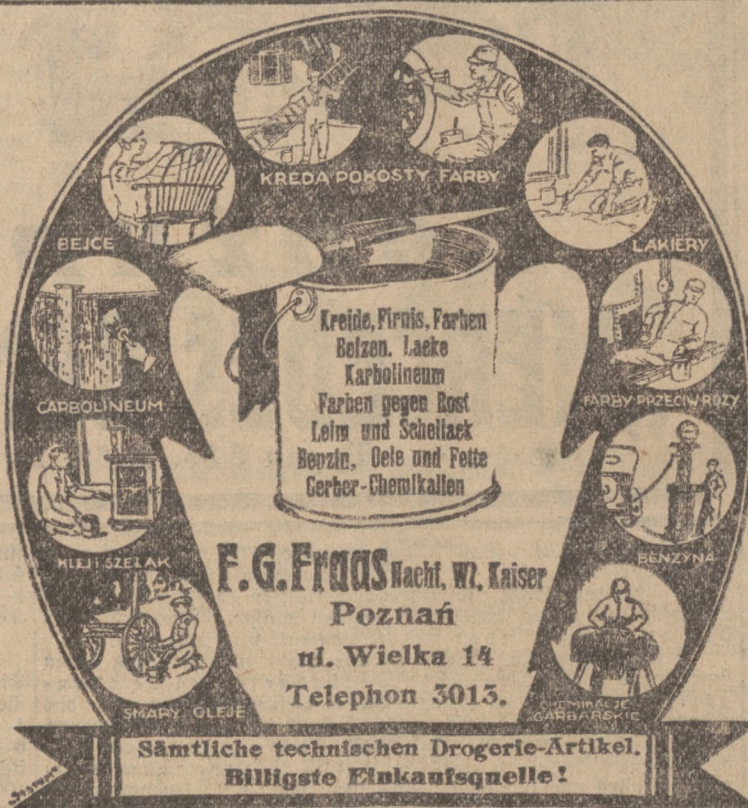 KREDA POKOSTY FARBY
BEJCE
LAKIERY
CARBOLINEUM
FARBY PRZECIW RDZY
KLEJ I SZELAK
BENZYNA
SMARY OLEJE
CHEMIKALJE
GARBARSKIE
Kreide, Firnis, Farben
Beizen. Lacke
Karbolineum
Farben gegen Rost
Leim und Schellack
Benzin, Oele und Fette
Gerber-Chemikalien
F.G. Fraas Nachf. Wł. Kaiser
Poznań
ul. Wielka 14
Telephon 3013.
Sämtliche technischen Drogerie-Artikel.
Billigste Einkaufsquelle!